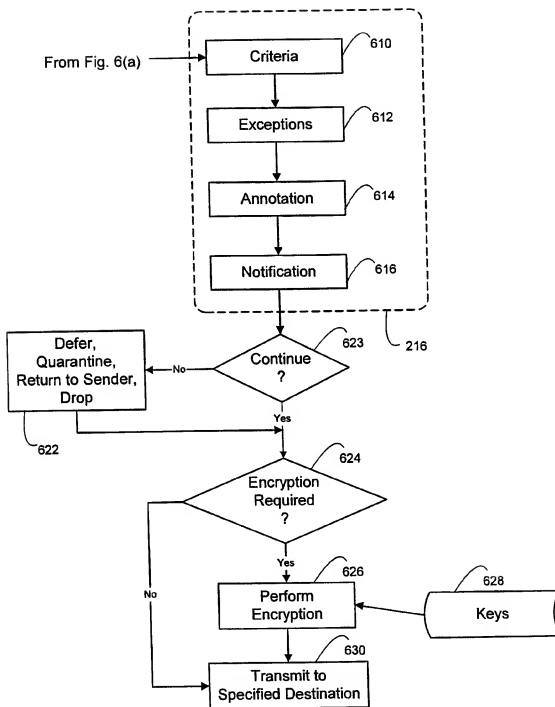 From Fig. 6(a)
Criteria
610
Exceptions
612
Annotation
614
Notification
616
216
Continue
?
623
No
Defer,
Quarantine,
Return to Sender,
Drop
622
Yes
Encryption
Required
?
624
No
Yes
Perform
Encryption
626
Keys
628
Transmit to
Specified Destination
630